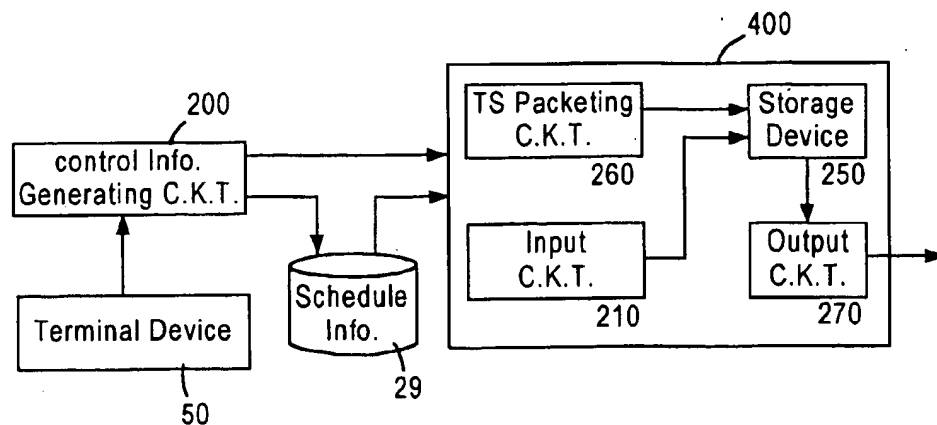 400
200
TS Packeting
C.K.T.
260
Storage
Device
250
control Info.
Generating C.K.T.
Input
C.K.T.
210
Output
C.K.T.
270
Schedule
Info.
29
Terminal Device
50